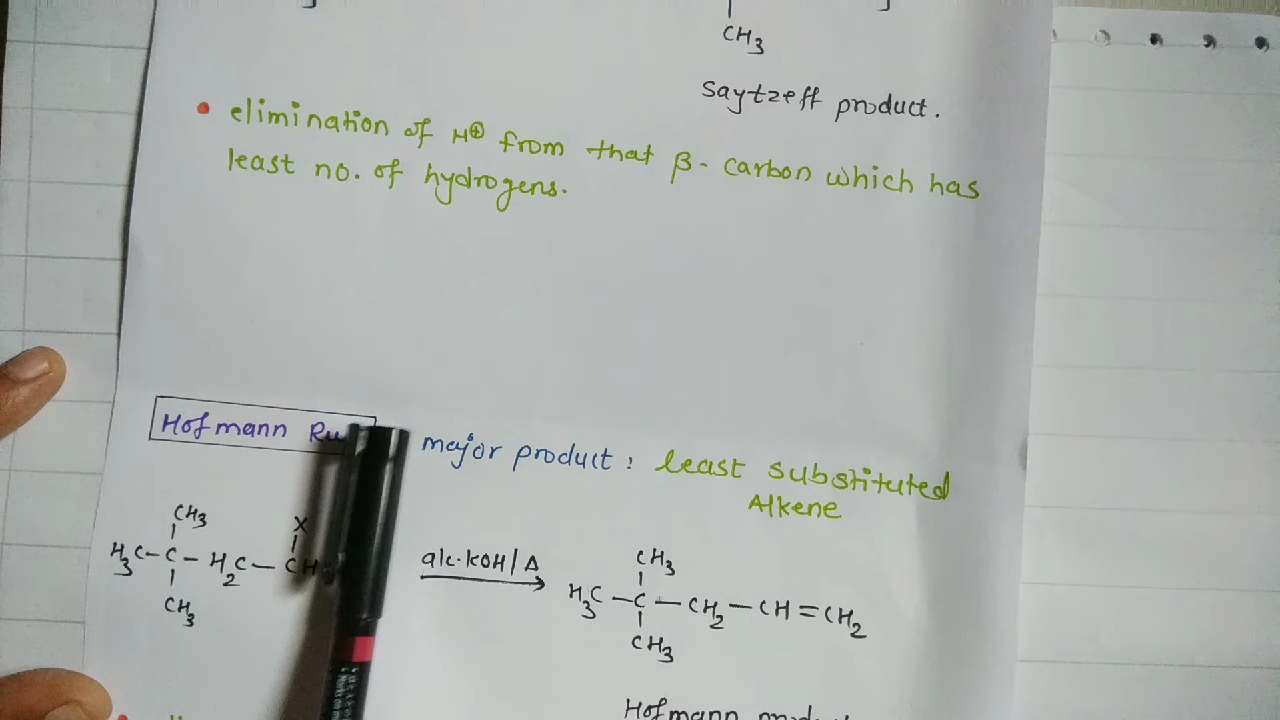 CH3
Saytzeff product.
• elimination of H⊕ from that β- carbon which has
least no. of hydrogens.
Hofmann
major product : least substituted
Alkene
CH3 X
H3C-C-H2C-CH
CH3
alc.KOH/Δ
CH3
H3C-C-CH2-CH=CH2
CH3
Hofmann